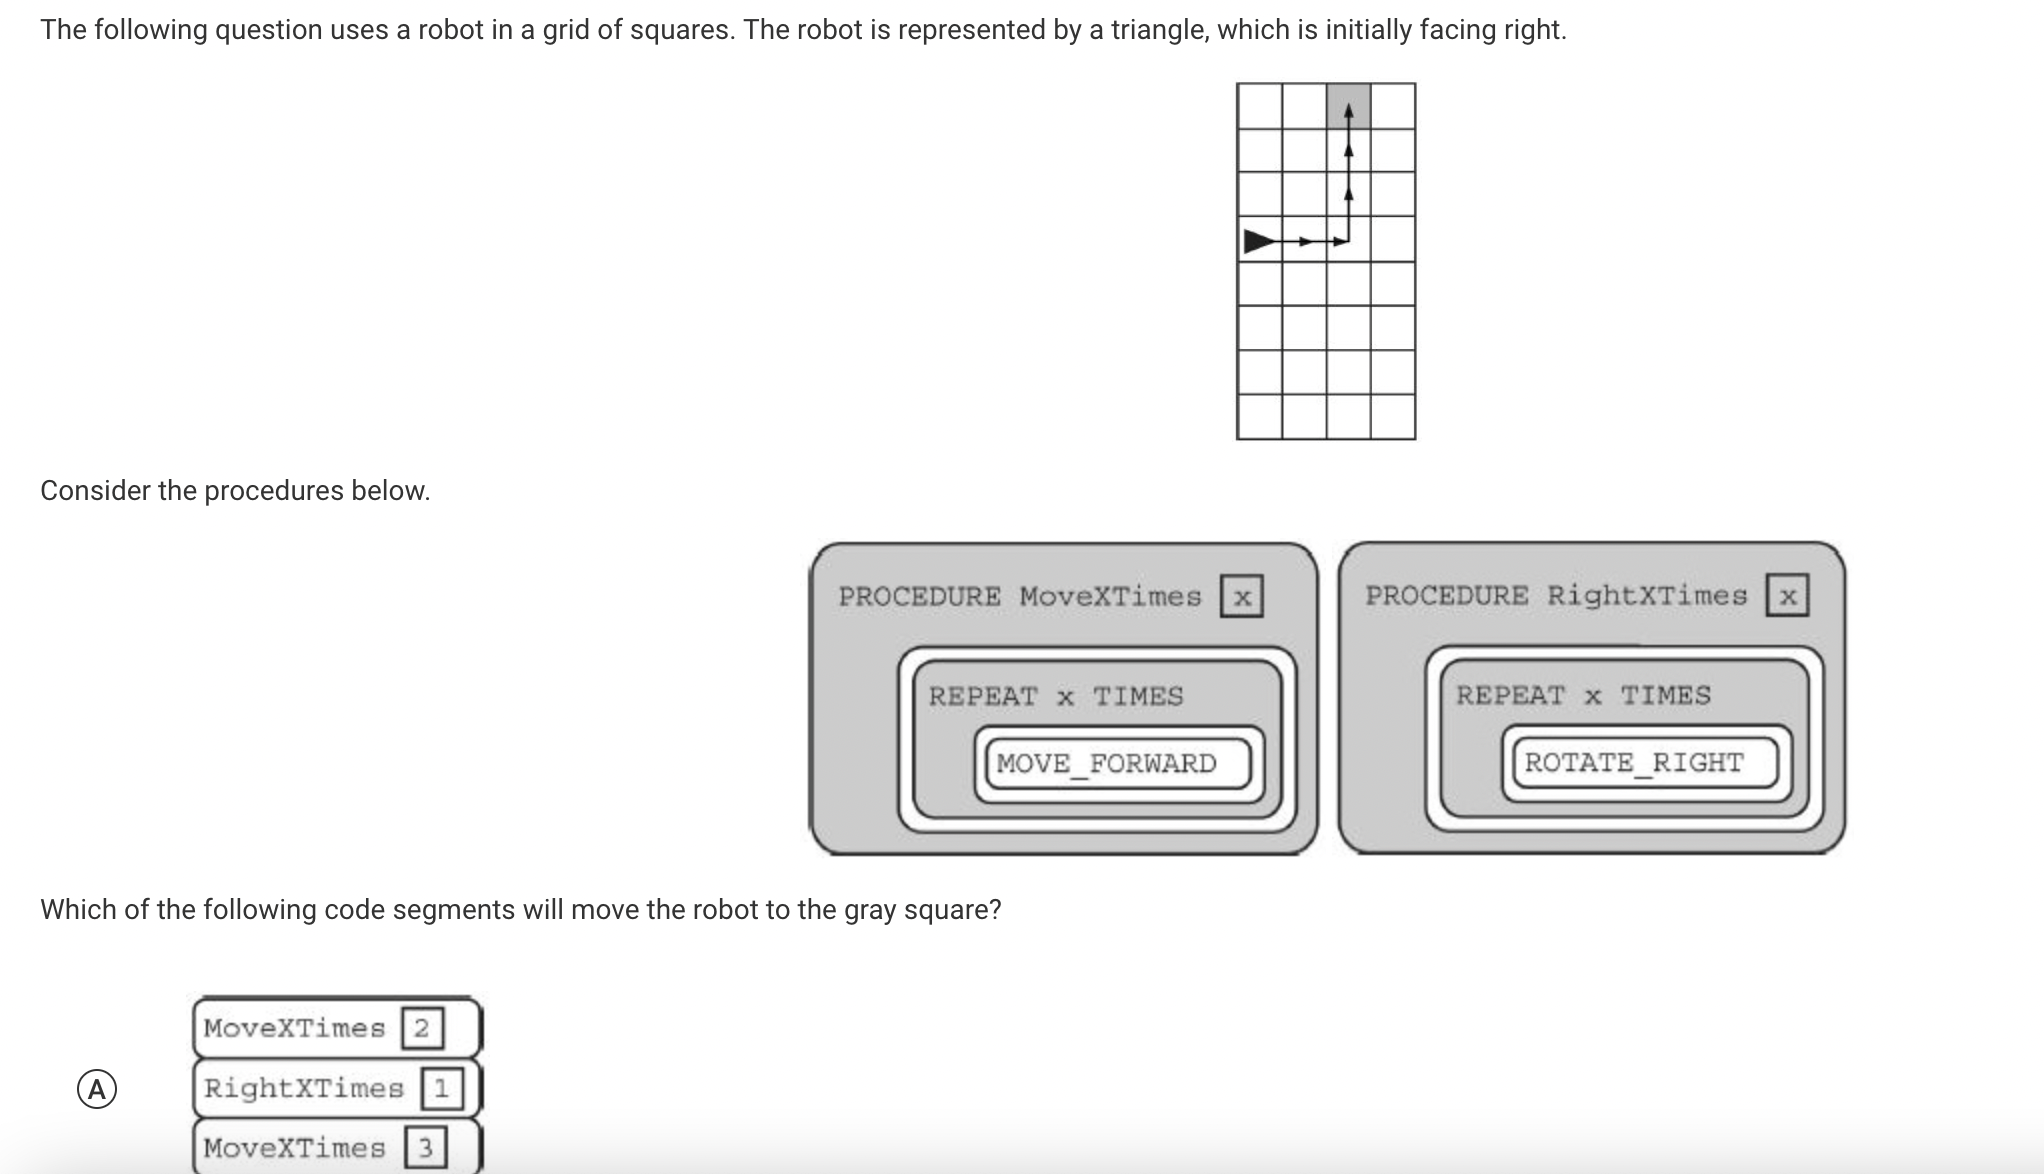 The following question uses a robot in a grid of squares. The robot is represented by a triangle, which is initially facing right.
Consider the procedures below.
PROCEDURE MoveXTimes x
REPEAT x TIMES
MOVE_FORWARD
PROCEDURE RightXTimes x
REPEAT x TIMES
ROTATE_RIGHT
Which of the following code segments will move the robot to the gray square?
A
MoveXTimes 2
RightXTimes 1
MoveXTimes 3